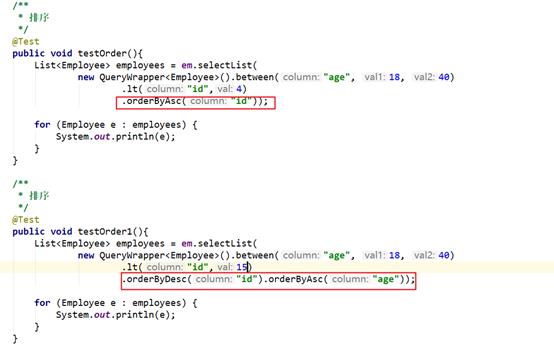 /**
* 排序
*/
@Test
public void testOrder(){
List<Employee> employees = em.selectList(
new QueryWrapper<Employee>().between( column: "age", val1: 18, val2: 40)
.lt( column: "id", val: 4)
.orderByAsc( column: "id"));
for (Employee e : employees) {
System.out.println(e);
}
}
/**
* 排序
*/
@Test
public void testOrder1(){
List<Employee> employees = em.selectList(
new QueryWrapper<Employee>().between( column: "age", val1: 18, val2: 40)
.lt( column: "id", val: 15)
.orderByDesc( column: "id").orderByAsc( column: "age"));
for (Employee e : employees) {
System.out.println(e);
}
}